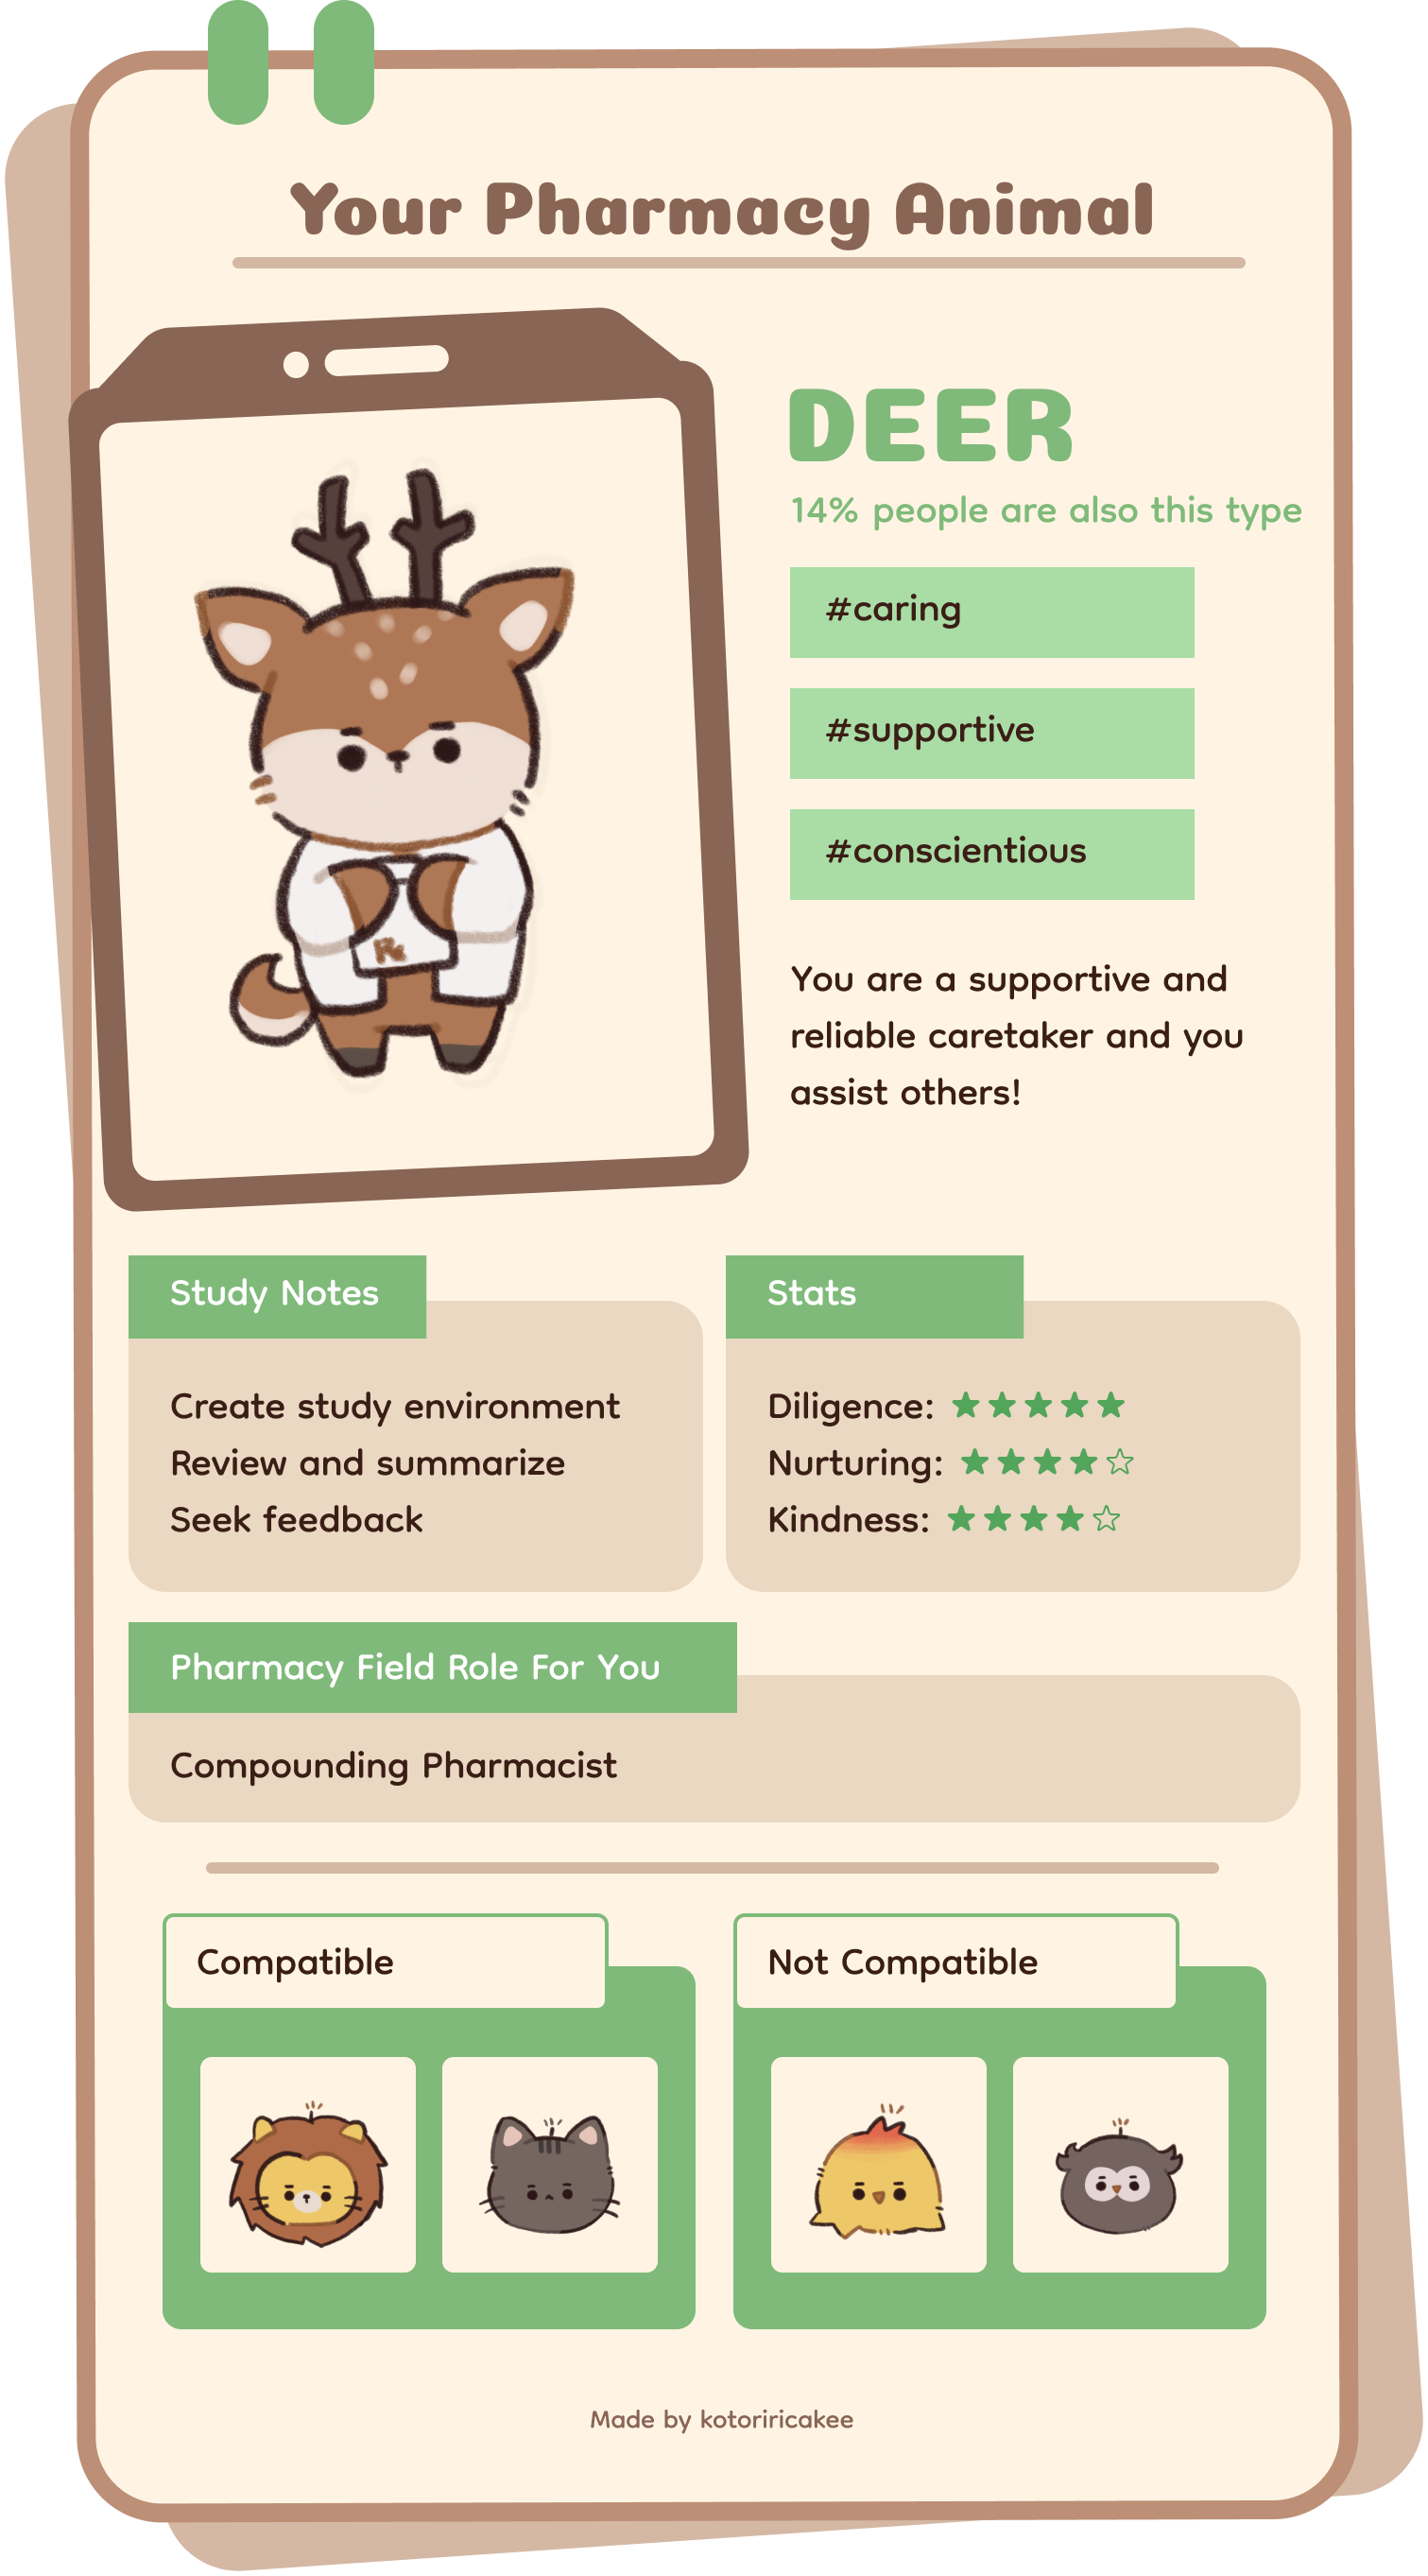 Your Pharmacy Animal
DEER
14% people are also this type
#caring
#supportive
#conscientious
You are a supportive and
reliable caretaker and you
assist others!
Study Notes
Create study environment
Review and summarize
Seek feedback
Stats
Diligence: ★★★★★
Nurturing: ★★★★☆
Kindness: ★★★★☆
Pharmacy Field Role For You
Compounding Pharmacist
Compatible
Not Compatible
Made by kotoriricakee